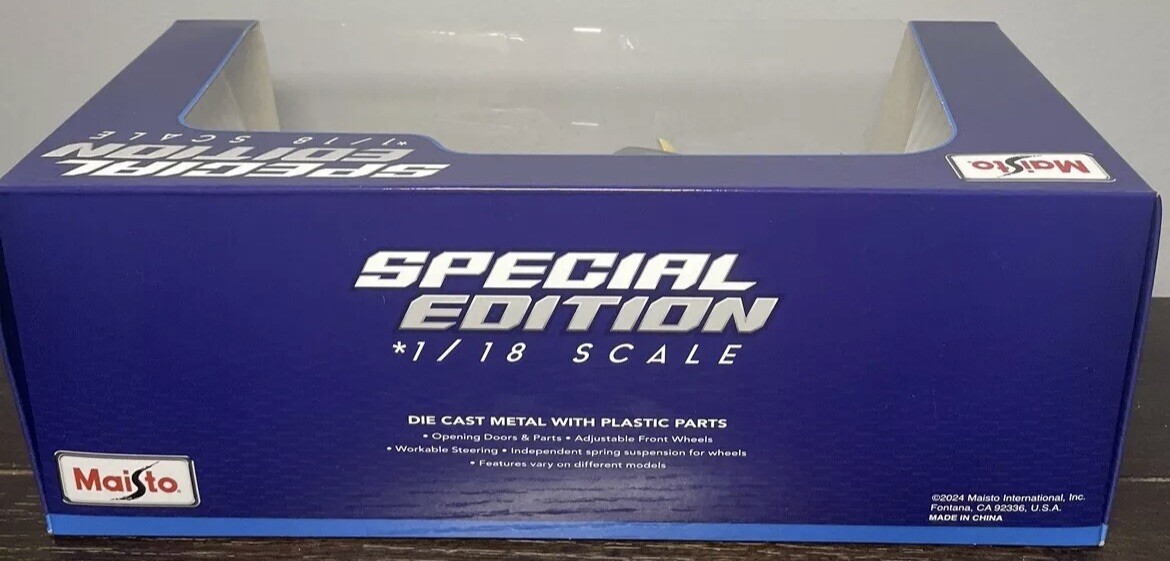 *1/18 SCALE
SPECIAL
EDITION
Maisto
SPECIAL
EDITION
*1/18 SCALE
DIE CAST METAL WITH PLASTIC PARTS
• Opening Doors & Parts • Adjustable Front Wheels
• Workable Steering • Independent spring suspension for wheels
• Features vary on different models
Maisto
©2024 Maisto International, Inc.
Fontana, CA 92336, U.S.A.
MADE IN CHINA